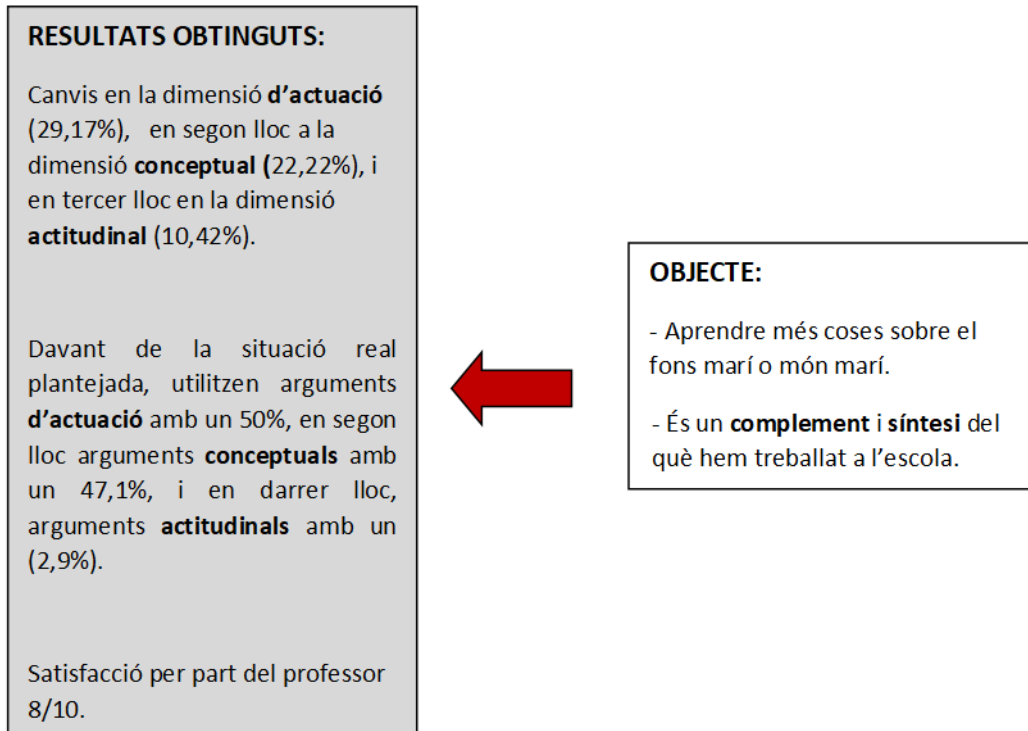 RESULTATS OBTINGUTS:
Canvis en la dimensió d’actuació
(29,17%), en segon lloc a la
dimensió conceptual (22,22%), i
en tercer lloc en la dimensió
actitudinal (10,42%).
Davant de la situació real
plantejada, utilitzen arguments
d’actuació amb un 50%, en segon
lloc arguments conceptuals amb
un 47,1%, i en darrer lloc,
arguments actitudinals amb un
(2,9%).
Satisfacció per part del professor
8/10.
OBJECTE:
- Aprendre més coses sobre el
fons marí o món marí.
- És un complement i síntesi del
què hem treballat a l’escola.